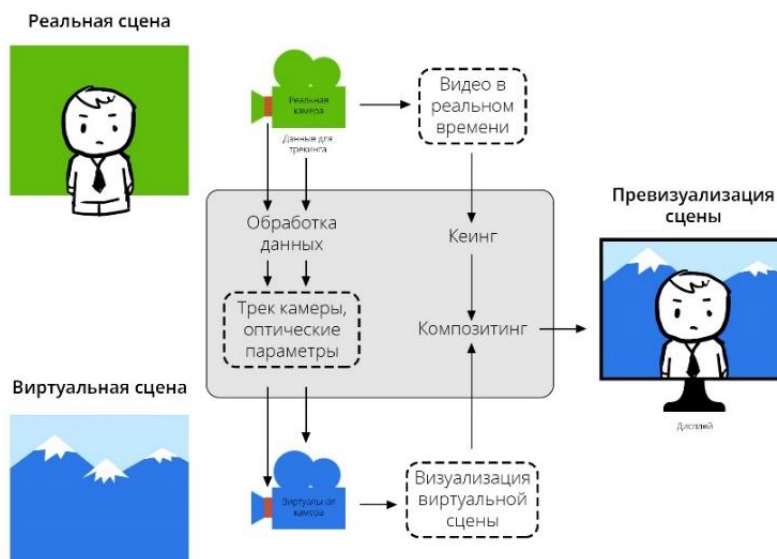 Реальная сцена
Реальная
камера
Данные для
трекинга
Видео в
реальном
времени
Обработка
данных
Кеинг
Превизуализация
сцены
Трек камеры,
оптические
параметры
Композитинг
Виртуальная сцена
Дисплей
Виртуальная
камера
Визуализация
виртуальной
сцены